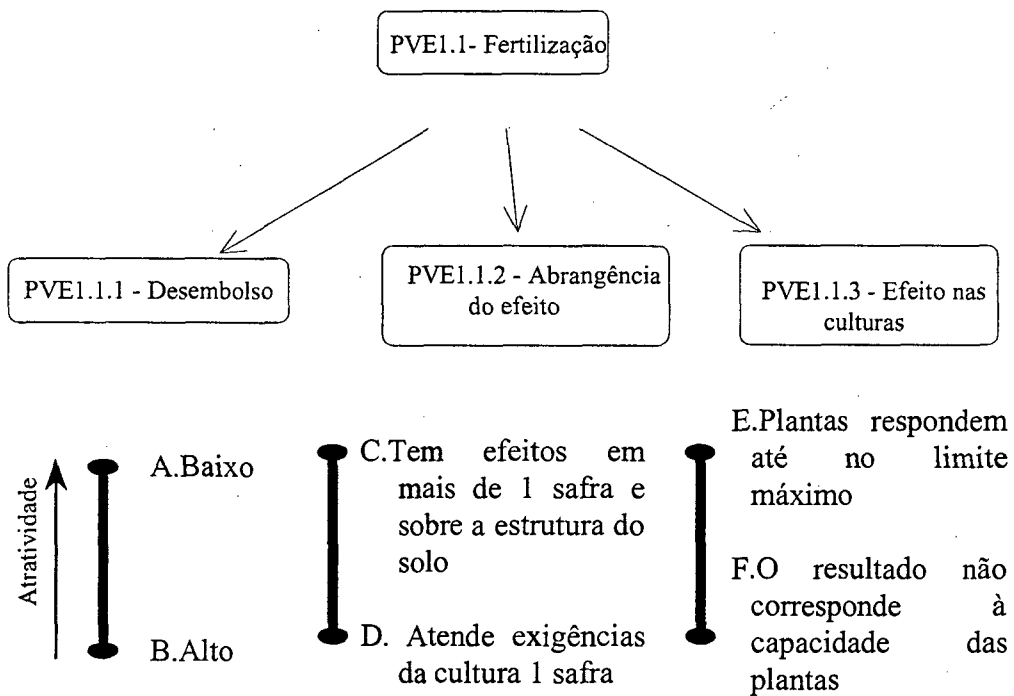 PVE1.1- Fertilização
PVE1.1.1 - Desembolso
PVE1.1.2 - Abrangência
do efeito
PVE1.1.3 - Efeito nas
culturas
Atratividade
A.Baixo
B.Alto
C.Tem efeitos em
mais de 1 safra e
sobre a estrutura do
solo
D. Atende exigências
da cultura 1 safra
E.Plantas respondem
até no limite
máximo
F.O resultado não
corresponde à
capacidade das
plantas